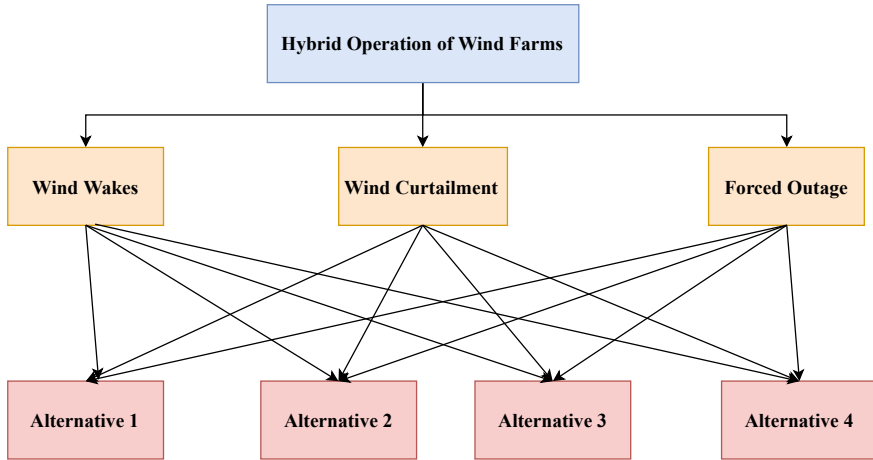 Hybrid Operation of Wind Farms
Wind Wakes
Wind Curtailment
Forced Outage
Alternative 1
Alternative 2
Alternative 3
Alternative 4